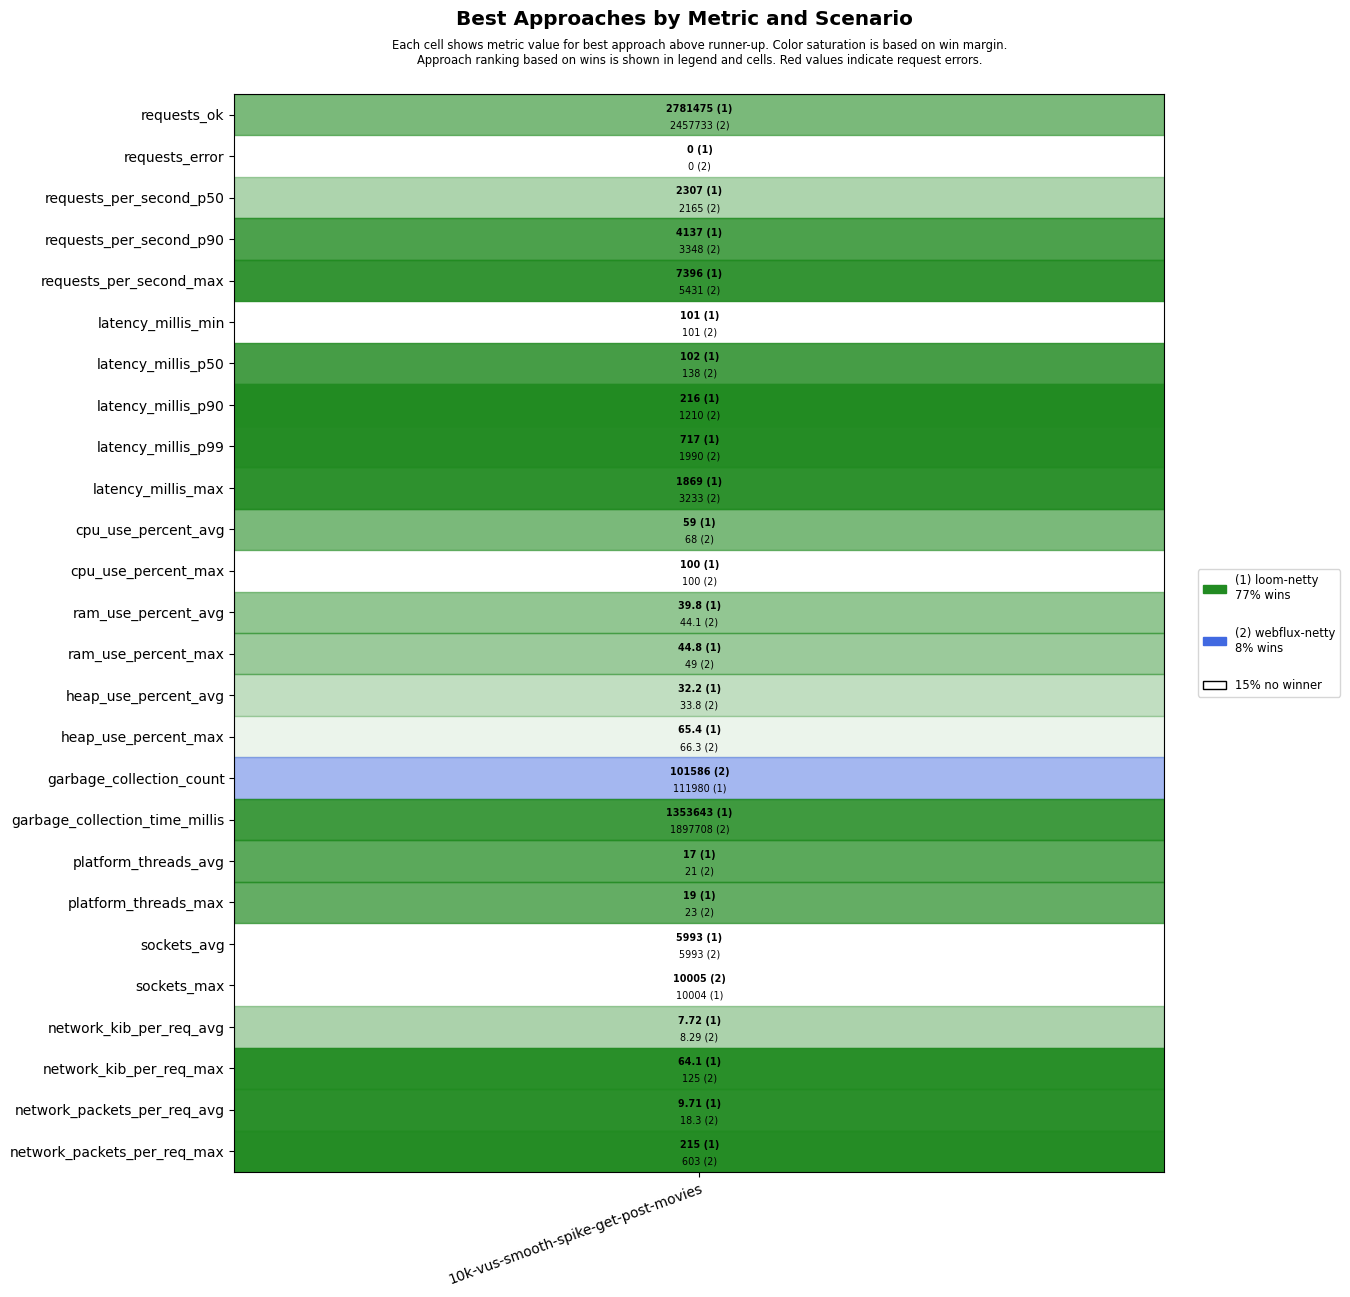 Best Approaches by Metric and Scenario
Each cell shows metric value for best approach above runner-up. Color saturation is based on win margin.
Approach ranking based on wins is shown in legend and cells. Red values indicate request errors.
requests_ok
2781475 (1)
2457733 (2)
requests_error
0 (1)
0 (2)
requests_per_second_p50
2307 (1)
2165 (2)
requests_per_second_p90
4137 (1)
3348 (2)
requests_per_second_max
7396 (1)
5431 (2)
latency_millis_min
101 (1)
101 (2)
latency_millis_p50
102 (1)
138 (2)
latency_millis_p90
216 (1)
1210 (2)
latency_millis_p99
717 (1)
1990 (2)
latency_millis_max
1869 (1)
3233 (2)
cpu_use_percent_avg
59 (1)
68 (2)
cpu_use_percent_max
100 (1)
100 (2)
ram_use_percent_avg
39.8 (1)
44.1 (2)
ram_use_percent_max
44.8 (1)
49 (2)
heap_use_percent_avg
32.2 (1)
33.8 (2)
heap_use_percent_max
65.4 (1)
66.3 (2)
garbage_collection_count
101586 (2)
111980 (1)
garbage_collection_time_millis
1353643 (1)
1897708 (2)
platform_threads_avg
17 (1)
21 (2)
platform_threads_max
19 (1)
23 (2)
sockets_avg
5993 (1)
5993 (2)
sockets_max
10005 (2)
10004 (1)
network_kib_per_req_avg
7.72 (1)
8.29 (2)
network_kib_per_req_max
64.1 (1)
125 (2)
network_packets_per_req_avg
9.71 (1)
18.3 (2)
network_packets_per_req_max
215 (1)
603 (2)
10k-vus-smooth-spike-get-post-movies
(1) loom-netty
77% wins
(2) webflux-netty
8% wins
15% no winner